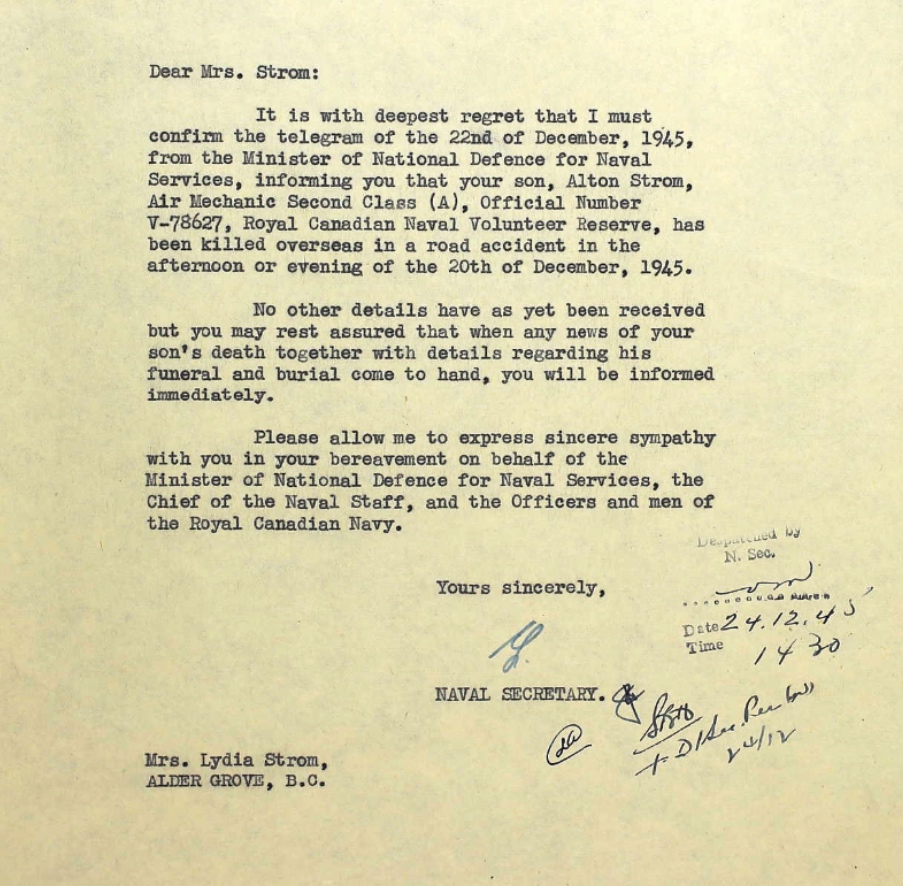 Dear Mrs. Strom:
It is with deepest regret that I must
confirm the telegram of the 22nd of December, 1945,
from the Minister of National Defence for Naval
Services, informing you that your son, Alton Strom,
Air Mechanic Second Class (A), Official Number
V-78627, Royal Canadian Naval Volunteer Reserve, has
been killed overseas in a road accident in the
afternoon or evening of the 20th of December, 1945.
No other details have as yet been received
but you may rest assured that when any news of your
son's death together with details regarding his
funeral and burial come to hand, you will be informed
immediately.
Please allow me to express sincere sympathy
with you in your bereavement on behalf of the
Minister of National Defence for Naval Services, the
Chief of the Naval Staff, and the Officers and men of
the Royal Canadian Navy.
Despatched by
N. Sec.
Yours sincerely,
Date 24.12.45
Time 1430
NAVAL SECRETARY.
24/12
Mrs. Lydia Strom,
ALDER GROVE, B.C.